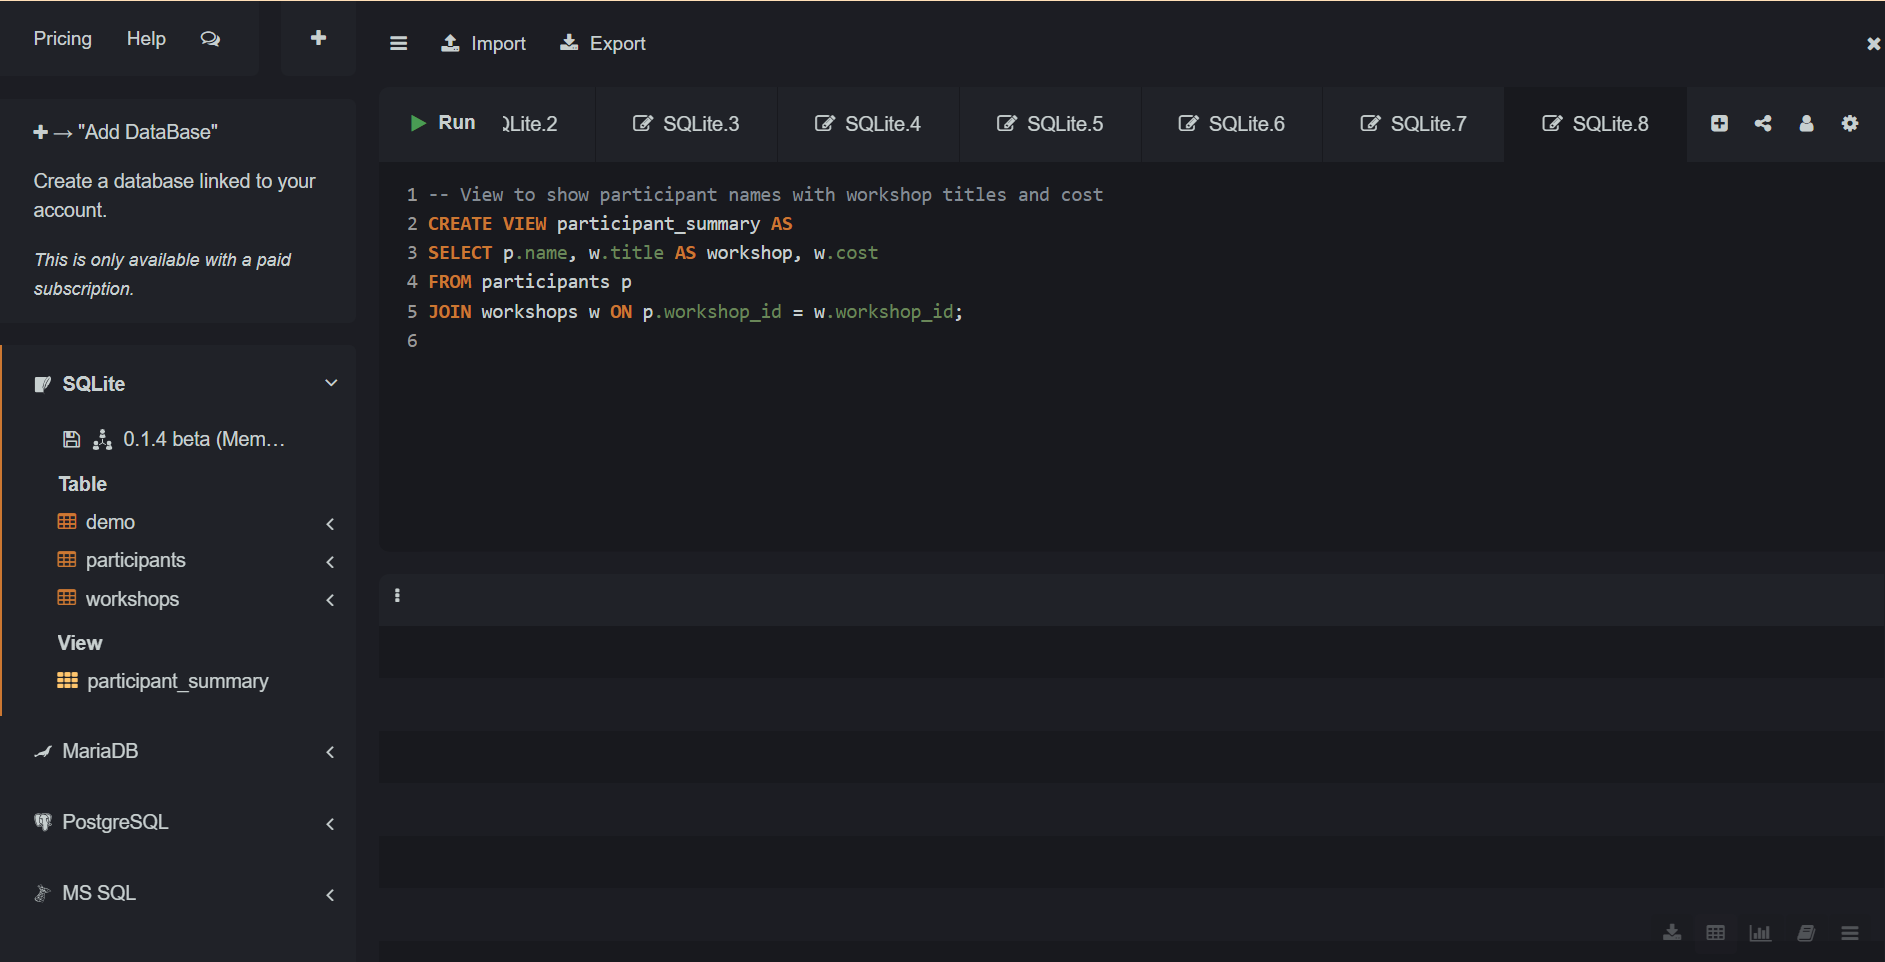 Pricing Help
Import Export
+ → "Add DataBase"
Create a database linked to your
account.
This is only available with a paid
subscription.
SQLite
0.1.4 beta (Mem...
Table
demo
participants
workshops
View
participant_summary
MariaDB
PostgreSQL
MS SQL
Run QLite.2 SQLite.3 SQLite.4 SQLite.5 SQLite.6 SQLite.7 SQLite.8
1 -- View to show participant names with workshop titles and cost
2 CREATE VIEW participant_summary AS
3 SELECT p.name, w.title AS workshop, w.cost
4 FROM participants p
5 JOIN workshops w ON p.workshop_id = w.workshop_id;
6